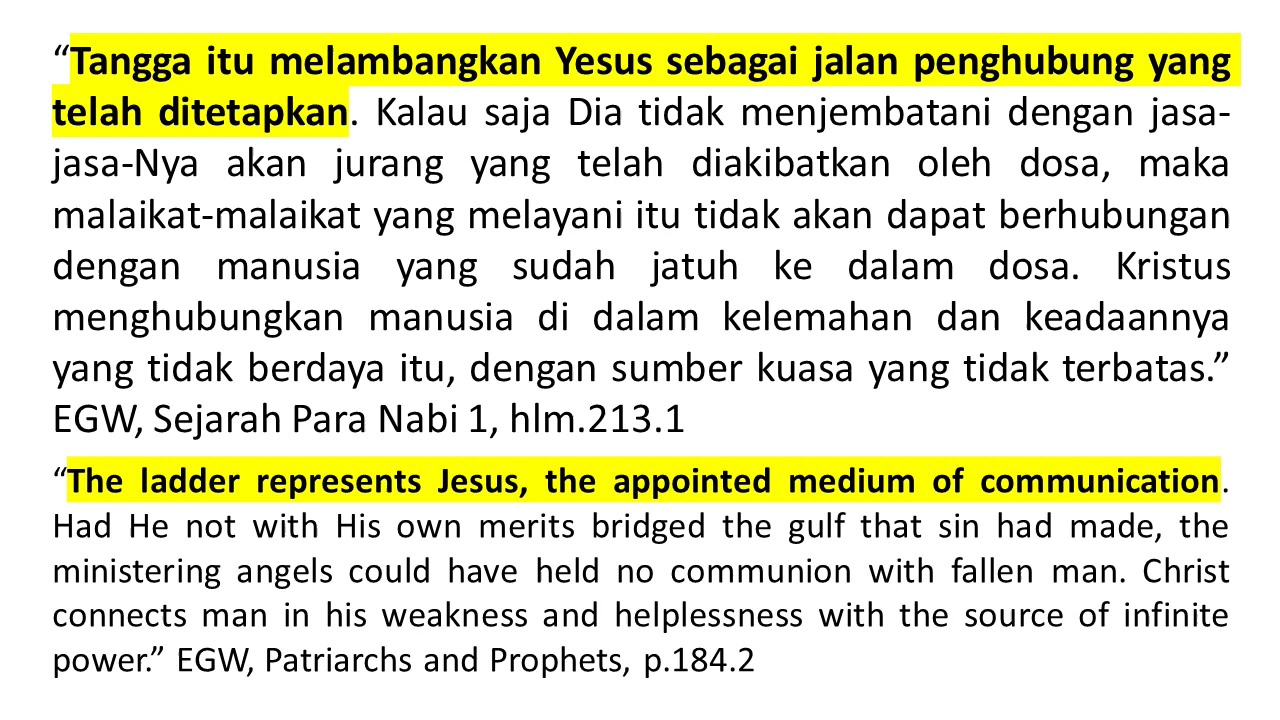 “Tangga itu melambangkan Yesus sebagai jalan penghubung yang
telah ditetapkan. Kalau saja Dia tidak menjembatani dengan jasa-
jasa-Nya akan jurang yang telah diakibatkan oleh dosa, maka
malaikat-malaikat yang melayani itu tidak akan dapat berhubungan
dengan manusia yang sudah jatuh ke dalam dosa. Kristus
menghubungkan manusia di dalam kelemahan dan keadaannya
yang tidak berdaya itu, dengan sumber kuasa yang tidak terbatas.”
EGW, Sejarah Para Nabi 1, hlm.213.1
“The ladder represents Jesus, the appointed medium of communication.
Had He not with His own merits bridged the gulf that sin had made, the
ministering angels could have held no communion with fallen man. Christ
connects man in his weakness and helplessness with the source of infinite
power.” EGW, Patriarchs and Prophets, p.184.2